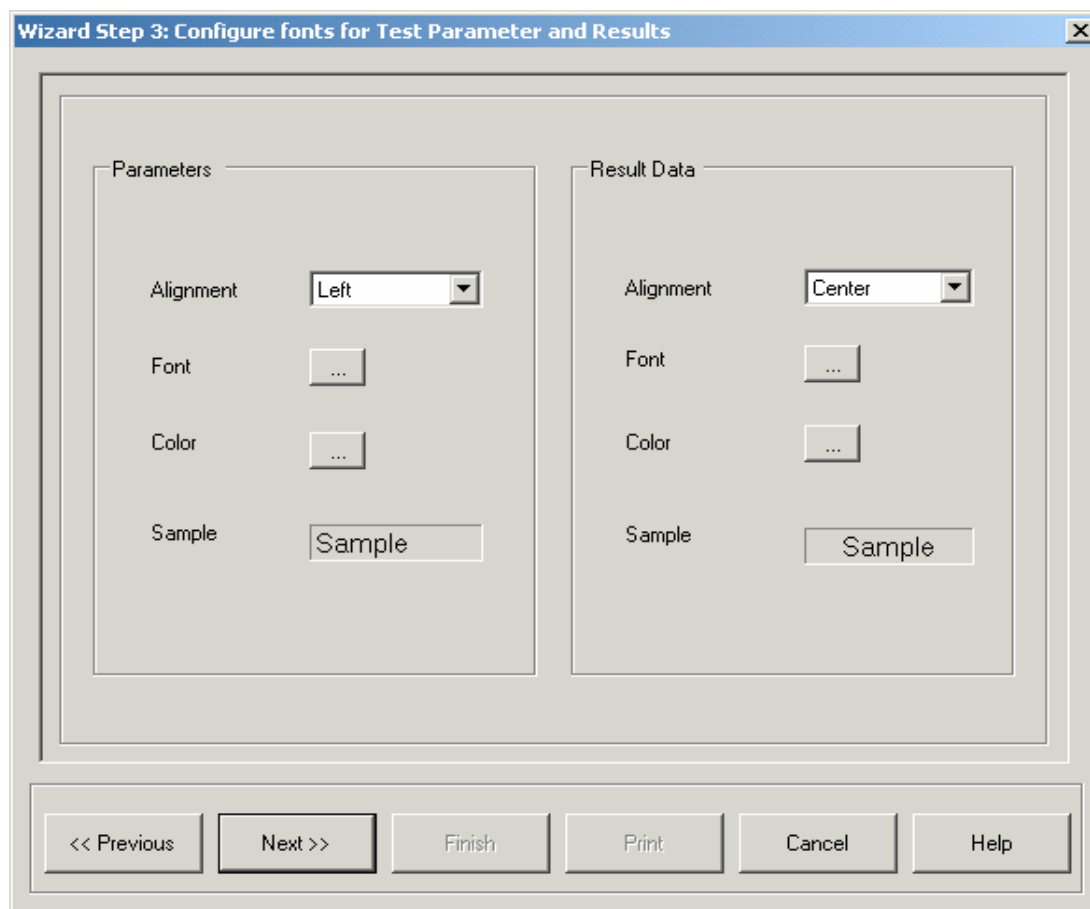 Wizard Step 3: Configure fonts for Test Parameter and Results
Parameters
Alignment
Left
Font
...
Color
...
Sample
Sample
Result Data
Alignment
Center
Font
...
Color
...
Sample
Sample
<< Previous
Next >>
Finish
Print
Cancel
Help